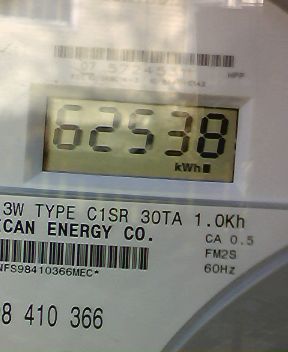 62538
kWh
3W TYPE C1SR 30TA 1.0Kh
ICAN ENERGY CO.
CA 0.5
FM2S
NFS98410366MEC*
60Hz
8 410 366